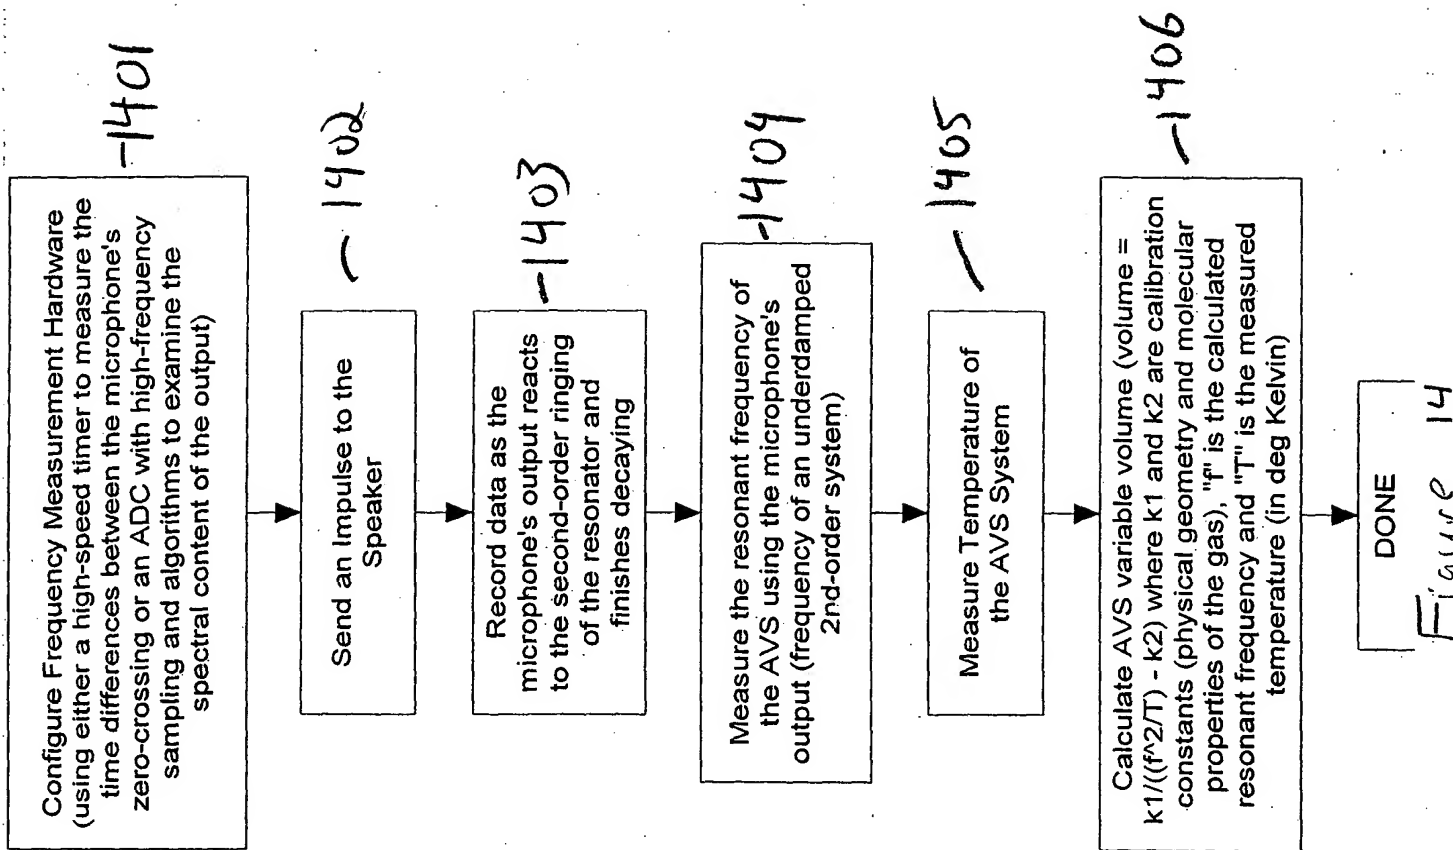 Configure Frequency Measurement Hardware
(using either a high-speed timer to measure the
time differences between the microphone's
zero-crossing or an ADC with high-frequency
sampling and algorithms to examine the
spectral content of the output)
-1401
Send an Impulse to the
Speaker
-1402
Record data as the
microphone's output reacts
to the second-order ringing
of the resonator and
finishes decaying
-1403
Measure the resonant frequency of
the AVS using the microphone's
output (frequency of an underdamped
2nd-order system)
-1404
Measure Temperature of
the AVS System
-1405
Calculate AVS variable volume (volume =
k1/((f^2/T) - k2) where k1 and k2 are calibration
constants (physical geometry and molecular
properties of the gas), "f" is the calculated
resonant frequency and "T" is the measured
temperature (in deg Kelvin)
-1406
DONE
Figure 14